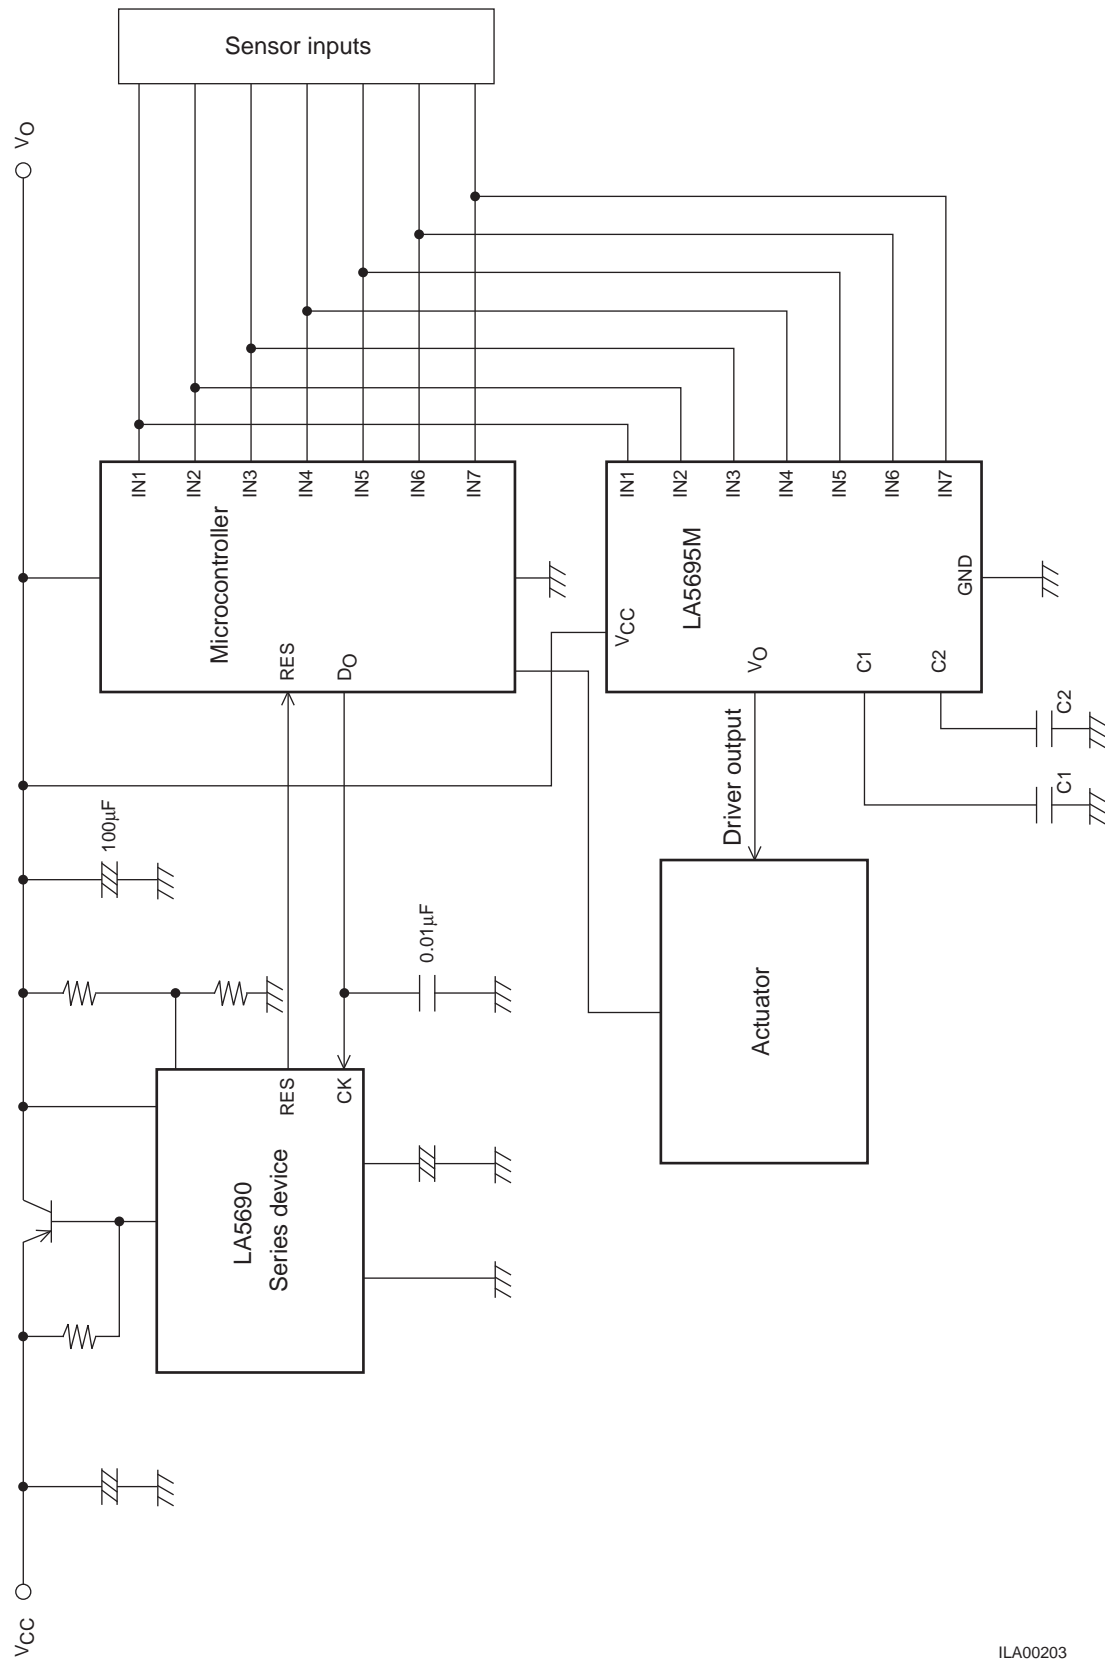 Sensor inputs
VO
IN1
IN2
IN3
IN4
IN5
IN6
IN7
Microcontroller
RES
DO
IN1
IN2
IN3
IN4
IN5
IN6
IN7
LA5695M
VCC
VO
C1
C2
GND
C2
C1
Driver output
100μF
0.01μF
Actuator
RES
CK
LA5690
Series device
VCC
ILA00203